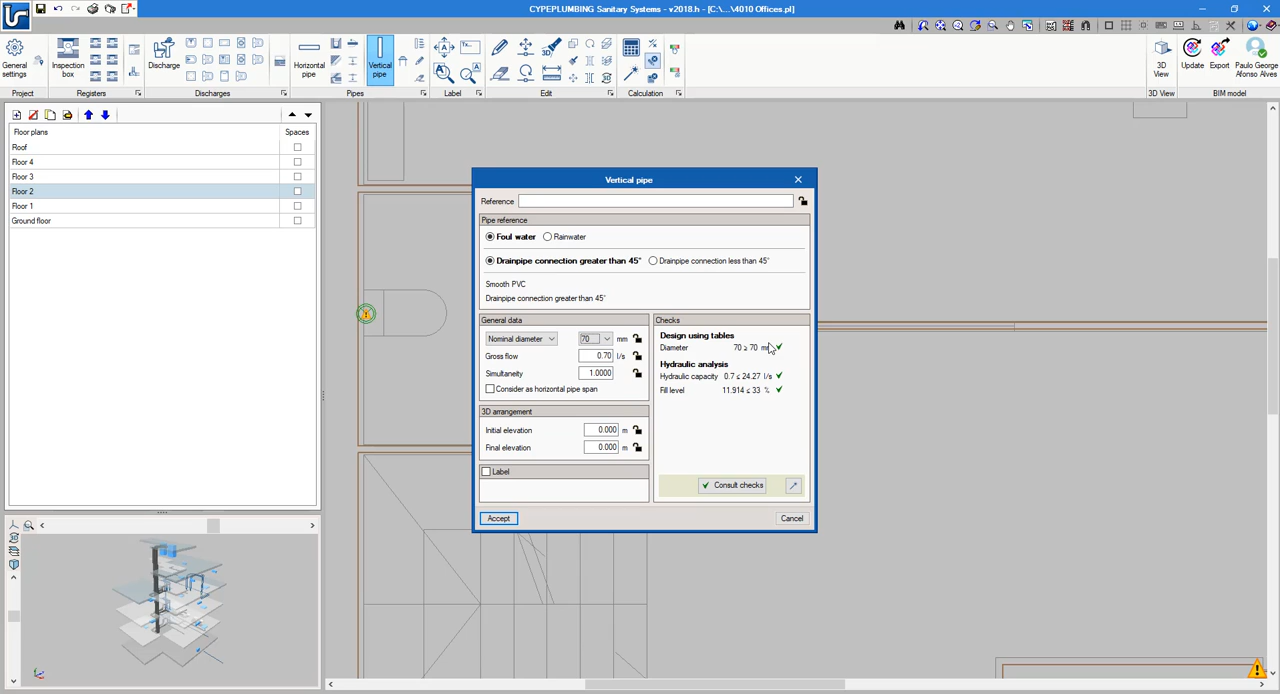 CYPEPLUMBING Sanitary Systems - v2018.h - [C:\...\4010 Offices.pl]
General settings
Inspection box
Discharge
Horizontal pipe
Vertical pipe
Tx...
3D
3D View
Update
Export
Paulo George Afonso Alves
Project
Registers
Discharges
Pipes
Label
Edit
Calculation
3D View
BIM model
Floor plans
Spaces
Roof
Floor 4
Floor 3
Floor 2
Floor 1
Ground floor
Vertical pipe
Reference
Pipe reference
Foul water
Rainwater
Drainpipe connection greater than 45°
Drainpipe connection less than 45°
Smooth PVC
Drainpipe connection greater than 45°
General data
Nominal diameter 70 mm
Gross flow 0.70 l/s
Simultaneity 1.0000
Consider as horizontal pipe span
3D arrangement
Initial elevation 0.000 m
Final elevation 0.000 m
Label
Checks
Design using tables
Diameter 70 ≥ 70 mm
Hydraulic analysis
Hydraulic capacity 0.7 ≤ 24.27 l/s
Fill level 11.914 ≤ 33 %
Consult checks
Accept
Cancel